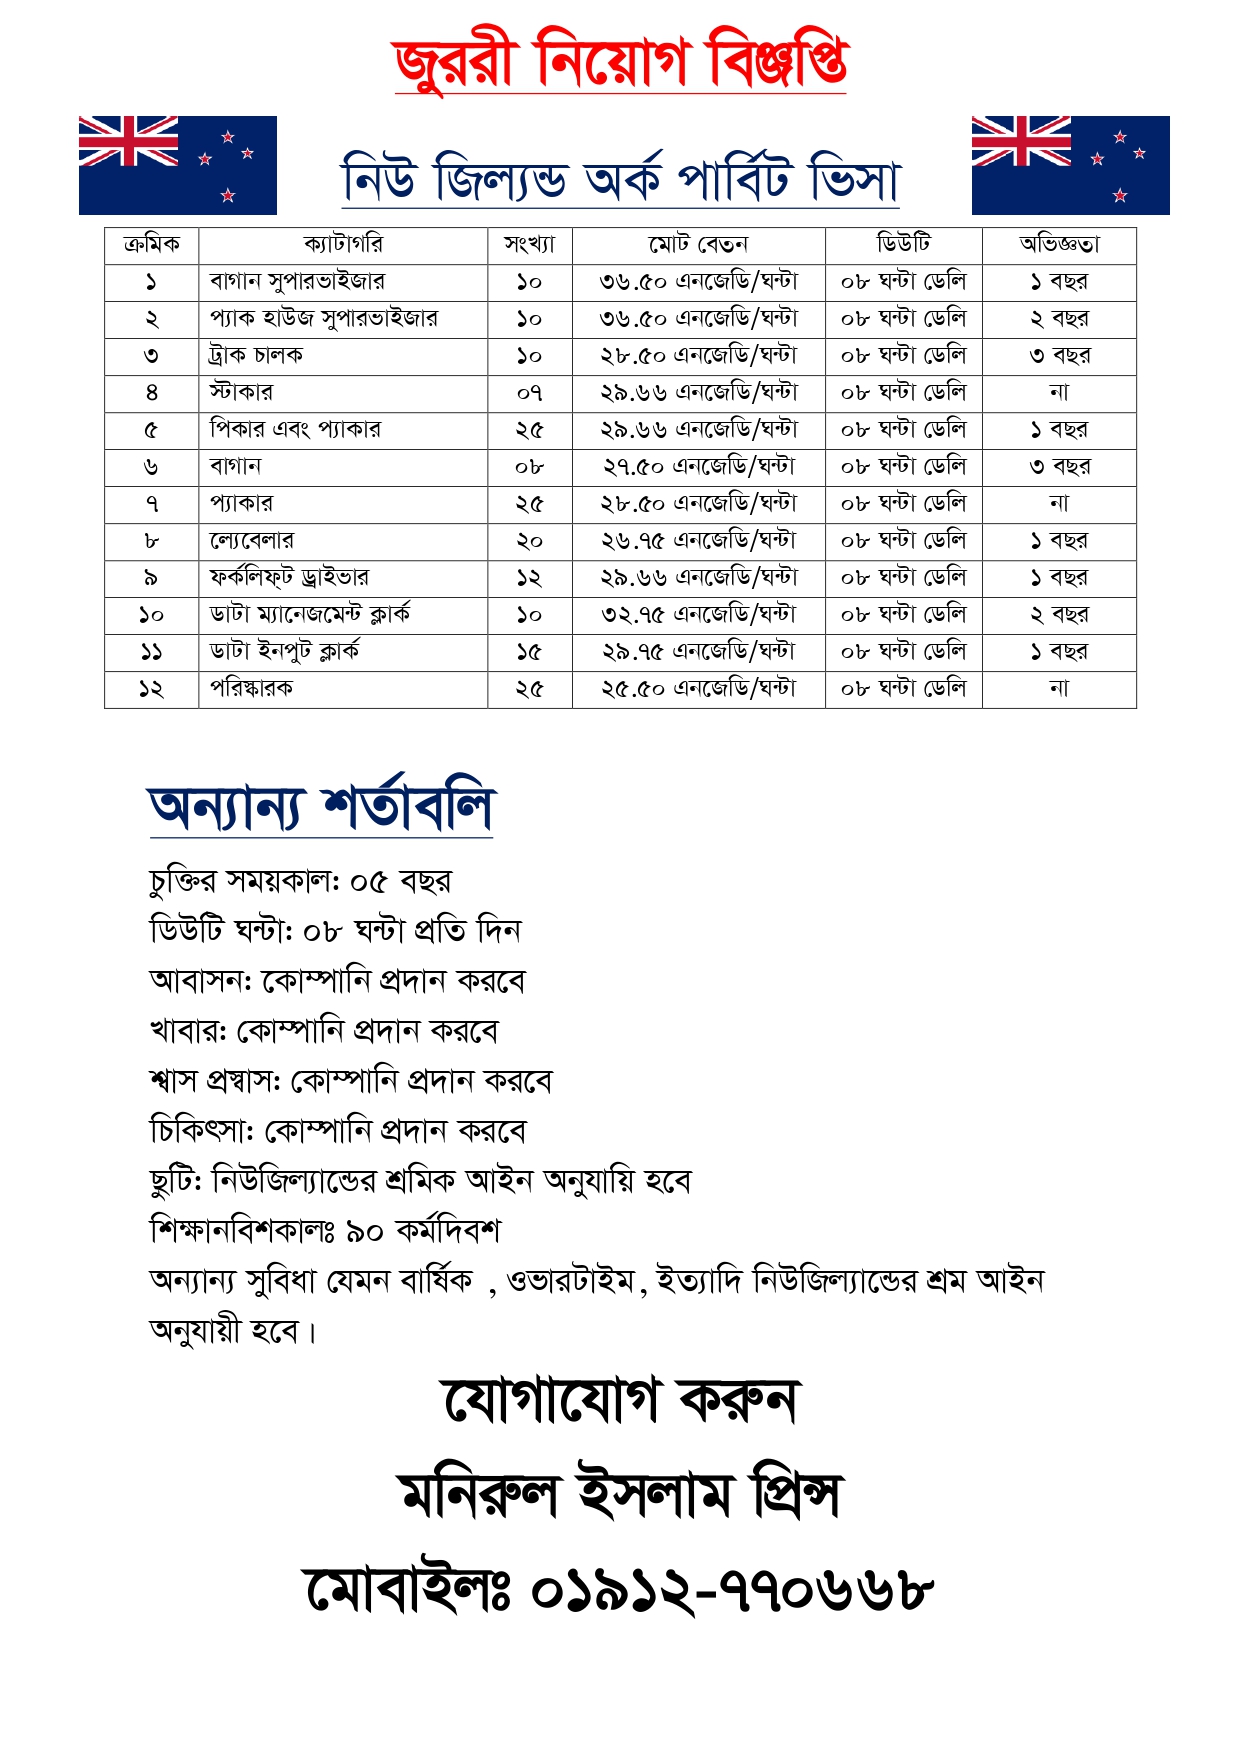 জুররী নিয়োগ বিঞ্জপ্তি
নিউ জিল্যন্ড অর্ক পার্বিট ভিসা
ক্রমিক ক্যাটাগরি সংখ্যা মোট বেতন ডিউটি অভিজ্ঞতা
১ বাগান সুপারভাইজার ১০ ৩৬.৫০ এনজেডি/ঘন্টা ০৮ ঘন্টা ডেলি ১ বছর
২ প্যাক হাউজ সুপারভাইজার ১০ ৩৬.৫০ এনজেডি/ঘন্টা ০৮ ঘন্টা ডেলি ২ বছর
৩ ট্রাক চালক ১০ ২৮.৫০ এনজেডি/ঘন্টা ০৮ ঘন্টা ডেলি ৩ বছর
৪ স্টাকার ০৭ ২৯.৬৬ এনজেডি/ঘন্টা ০৮ ঘন্টা ডেলি না
৫ পিকার এবং প্যাকার ২৫ ২৯.৬৬ এনজেডি/ঘন্টা ০৮ ঘন্টা ডেলি ১ বছর
৬ বাগান ০৮ ২৭.৫০ এনজেডি/ঘন্টা ০৮ ঘন্টা ডেলি ৩ বছর
৭ প্যাকার ২৫ ২৮.৫০ এনজেডি/ঘন্টা ০৮ ঘন্টা ডেলি না
৮ ল্যেবেলার ২০ ২৬.৭৫ এনজেডি/ঘন্টা ০৮ ঘন্টা ডেলি ১ বছর
৯ ফর্কলিফ্‌ট ড্রাইভার ১২ ২৯.৬৬ এনজেডি/ঘন্টা ০৮ ঘন্টা ডেলি ১ বছর
১০ ডাটা ম্যানেজমেন্ট ক্লার্ক ১০ ৩২.৭৫ এনজেডি/ঘন্টা ০৮ ঘন্টা ডেলি ২ বছর
১১ ডাটা ইনপুট ক্লার্ক ১৫ ২৯.৭৫ এনজেডি/ঘন্টা ০৮ ঘন্টা ডেলি ১ বছর
১২ পরিস্কারক ২৫ ২৫.৫০ এনজেডি/ঘন্টা ০৮ ঘন্টা ডেলি না
অন্যান্য শর্তাবলি
চুক্তির সময়কাল: ০৫ বছর
ডিউটি ঘন্টা: ০৮ ঘন্টা প্রতি দিন
আবাসন: কোম্পানি প্রদান করবে
খাবার: কোম্পানি প্রদান করবে
শ্বাস প্রস্বাস: কোম্পানি প্রদান করবে
চিকিৎসা: কোম্পানি প্রদান করবে
ছুটি: নিউজিল্যান্ডের শ্রমিক আইন অনুযায়ি হবে
শিক্ষানবিশকালঃ ৯০ কর্মদিবশ
অন্যান্য সুবিধা যেমন বার্ষিক , ওভারটাইম, ইত্যাদি নিউজিল্যান্ডের শ্রম আইন
অনুযায়ী হবে।
যোগাযোগ করুন
মনিরুল ইসলাম প্রিন্স
মোবাইলঃ ০১৯১২-৭৭০৬৬৮